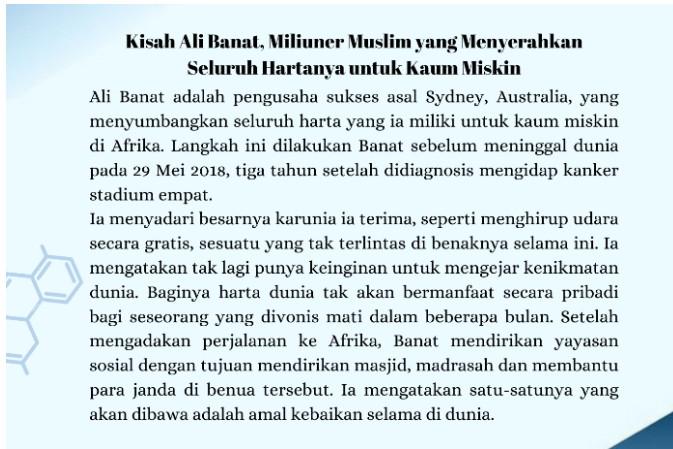 Kisah Ali Banat, Miliuner Muslim yang Menyerahkan
Seluruh Hartanya untuk Kaum Miskin
Ali Banat adalah pengusaha sukses asal Sydney, Australia, yang
menyumbangkan seluruh harta yang ia miliki untuk kaum miskin
di Afrika. Langkah ini dilakukan Banat sebelum meninggal dunia
pada 29 Mei 2018, tiga tahun setelah didiagnosis mengidap kanker
stadium empat.
Ia menyadari besarnya karunia ia terima, seperti menghirup udara
secara gratis, sesuatu yang tak terlintas di benaknya selama ini. Ia
mengatakan tak lagi punya keinginan untuk mengejar kenikmatan
dunia. Baginya harta dunia tak akan bermanfaat secara pribadi
bagi seseorang yang divonis mati dalam beberapa bulan. Setelah
mengadakan perjalanan ke Afrika, Banat mendirikan yayasan
sosial dengan tujuan mendirikan masjid, madrasah dan membantu
para janda di benua tersebut. Ia mengatakan satu-satunya yang
akan dibawa adalah amal kebaikan selama di dunia.